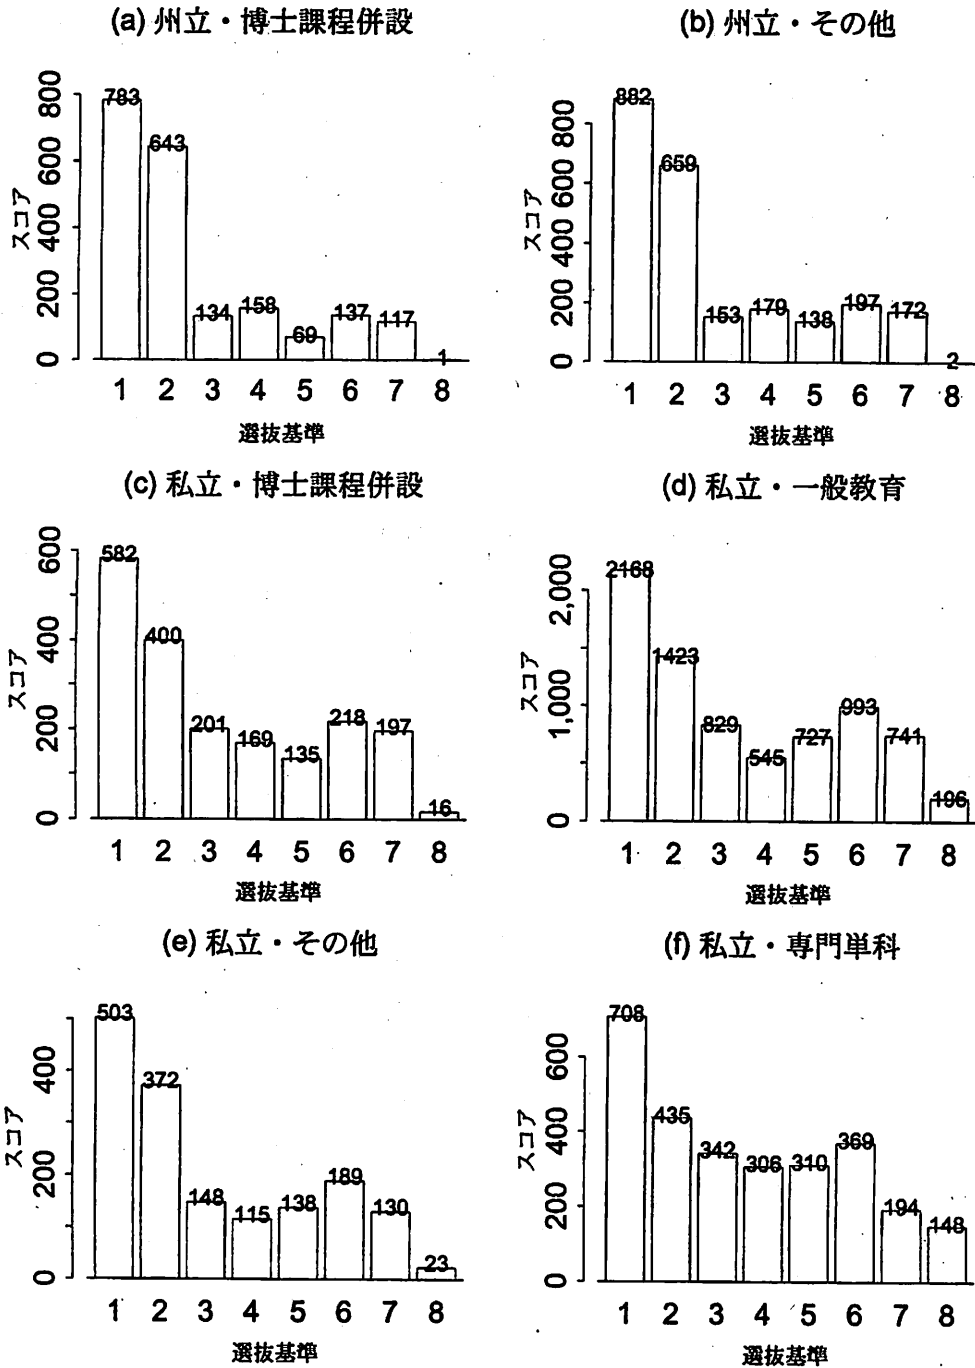 (a) 州立・博士課程併設
スコア
0 200 400 600 800
783 643 134 158 69 137 117 1
1 2 3 4 5 6 7 8
選抜基準
(b) 州立・その他
スコア
0 200 400 600 800
882 659 153 179 138 197 172 2
1 2 3 4 5 6 7 8
選抜基準
(c) 私立・博士課程併設
スコア
0 200 400 600
582 400 201 169 135 218 197 16
1 2 3 4 5 6 7 8
選抜基準
(d) 私立・一般教育
スコア
0 1,000 2,000
2168 1423 829 545 727 993 741 196
1 2 3 4 5 6 7 8
選抜基準
(e) 私立・その他
スコア
0 200 400
503 372 148 115 138 189 130 23
1 2 3 4 5 6 7 8
選抜基準
(f) 私立・専門単科
スコア
0 200 400 600
708 435 342 306 310 369 194 148
1 2 3 4 5 6 7 8
選抜基準